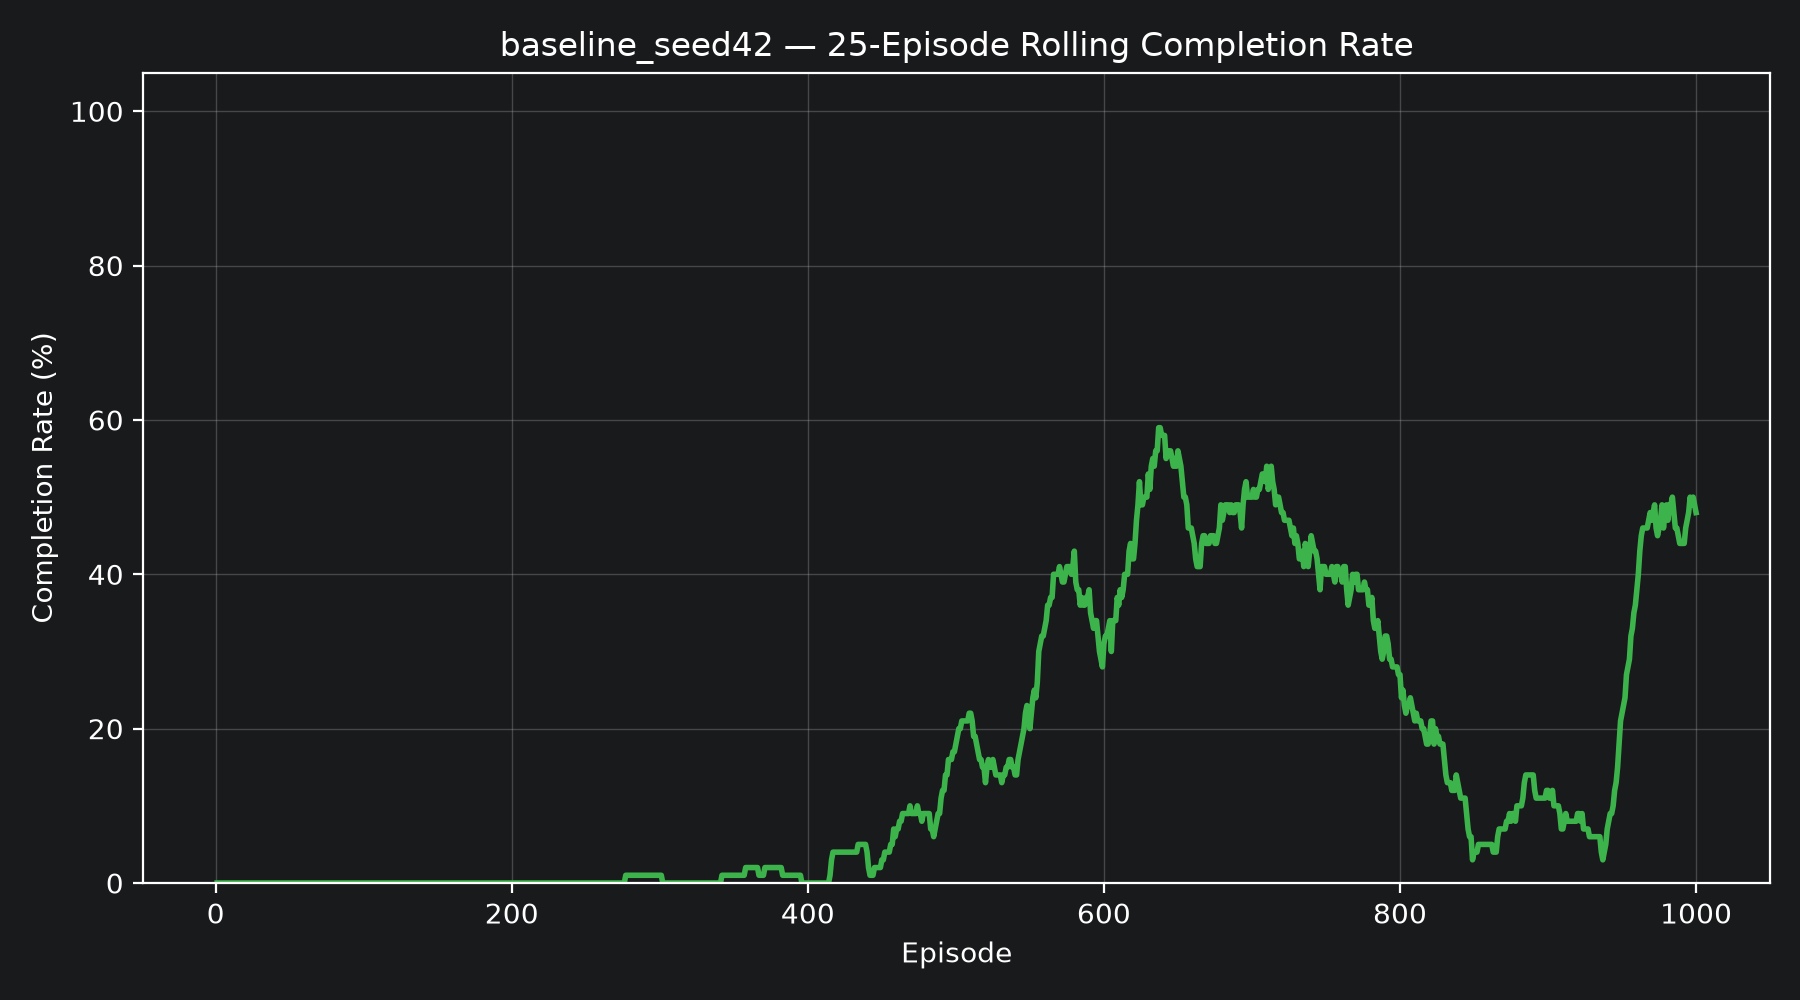 baseline_seed42 — 25-Episode Rolling Completion Rate
100
80
60
40
20
0
Completion Rate (%)
0 200 400 600 800 1000
Episode